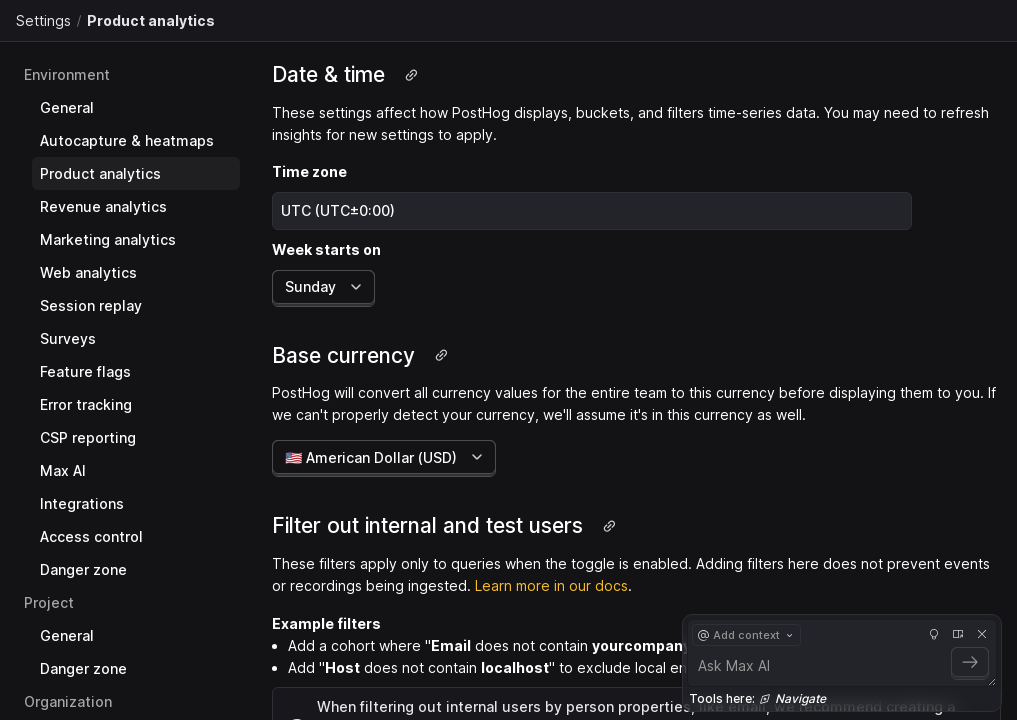 Settings / Product analytics
Environment
General
Autocapture & heatmaps
Product analytics
Revenue analytics
Marketing analytics
Web analytics
Session replay
Surveys
Feature flags
Error tracking
CSP reporting
Max AI
Integrations
Access control
Danger zone
Project
General
Danger zone
Organization
Date & time
These settings affect how PostHog displays, buckets, and filters time-series data. You may need to refresh
insights for new settings to apply.
Time zone
UTC (UTC±0:00)
Week starts on
Sunday
Base currency
PostHog will convert all currency values for the entire team to this currency before displaying them to you. If
we can't properly detect your currency, we'll assume it's in this currency as well.
🇺🇸 American Dollar (USD)
Filter out internal and test users
These filters apply only to queries when the toggle is enabled. Adding filters here does not prevent events
or recordings being ingested. Learn more in our docs.
Example filters
Add a cohort where "Email does not contain yourcompan
Add "Host does not contain localhost" to exclude local en
When filtering out internal users by person properties, like email, we recommend creating a
@ Add context
Ask Max AI
Tools here: Navigate